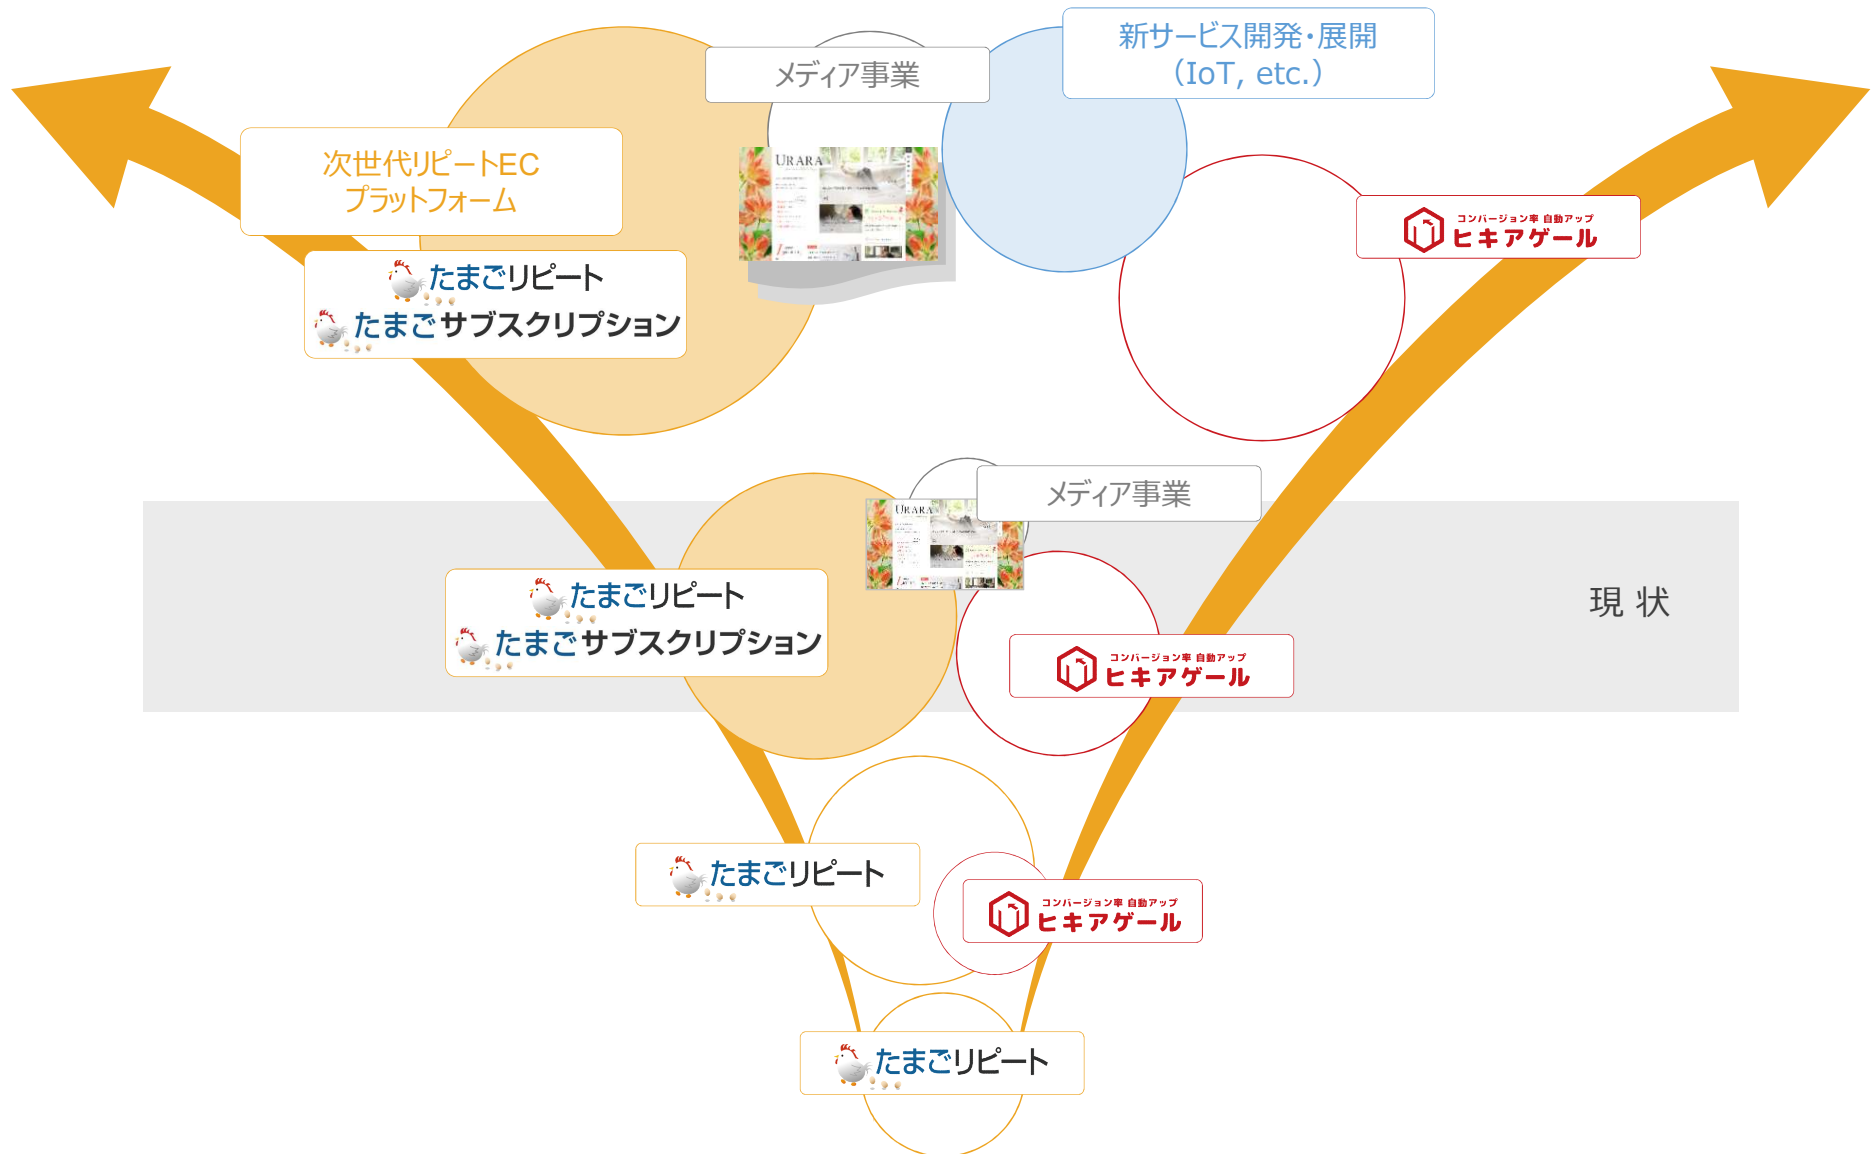 新サービス開発・展開
（IoT, etc.）
メディア事業
次世代リピートEC
プラットフォーム
URARA
コンバージョン率 自動アップ
ヒキアゲール
たまごリピート
たまごサブスクリプション
メディア事業
URARA
現 状
たまごリピート
たまごサブスクリプション
コンバージョン率 自動アップ
ヒキアゲール
たまごリピート
コンバージョン率 自動アップ
ヒキアゲール
たまごリピート